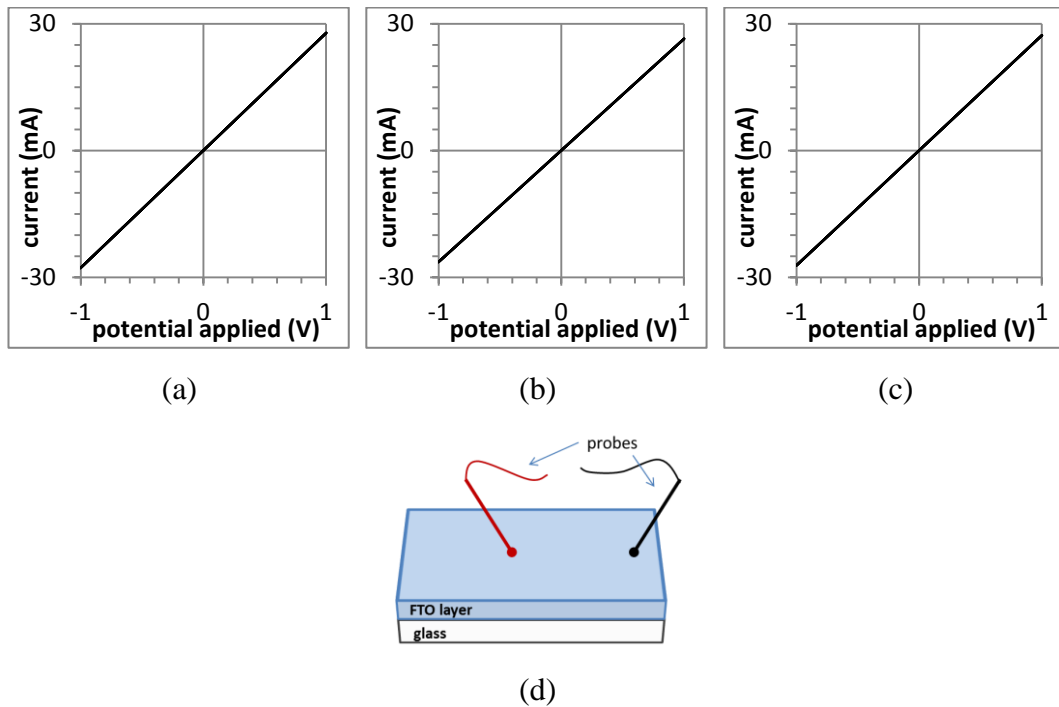 30
0
-30
-1 0 1
current (mA)
potential applied (V)
(a)
30
0
-30
-1 0 1
current (mA)
potential applied (V)
(b)
30
0
-30
-1 0 1
current (mA)
potential applied (V)
(c)
probes
FTO layer
glass
(d)